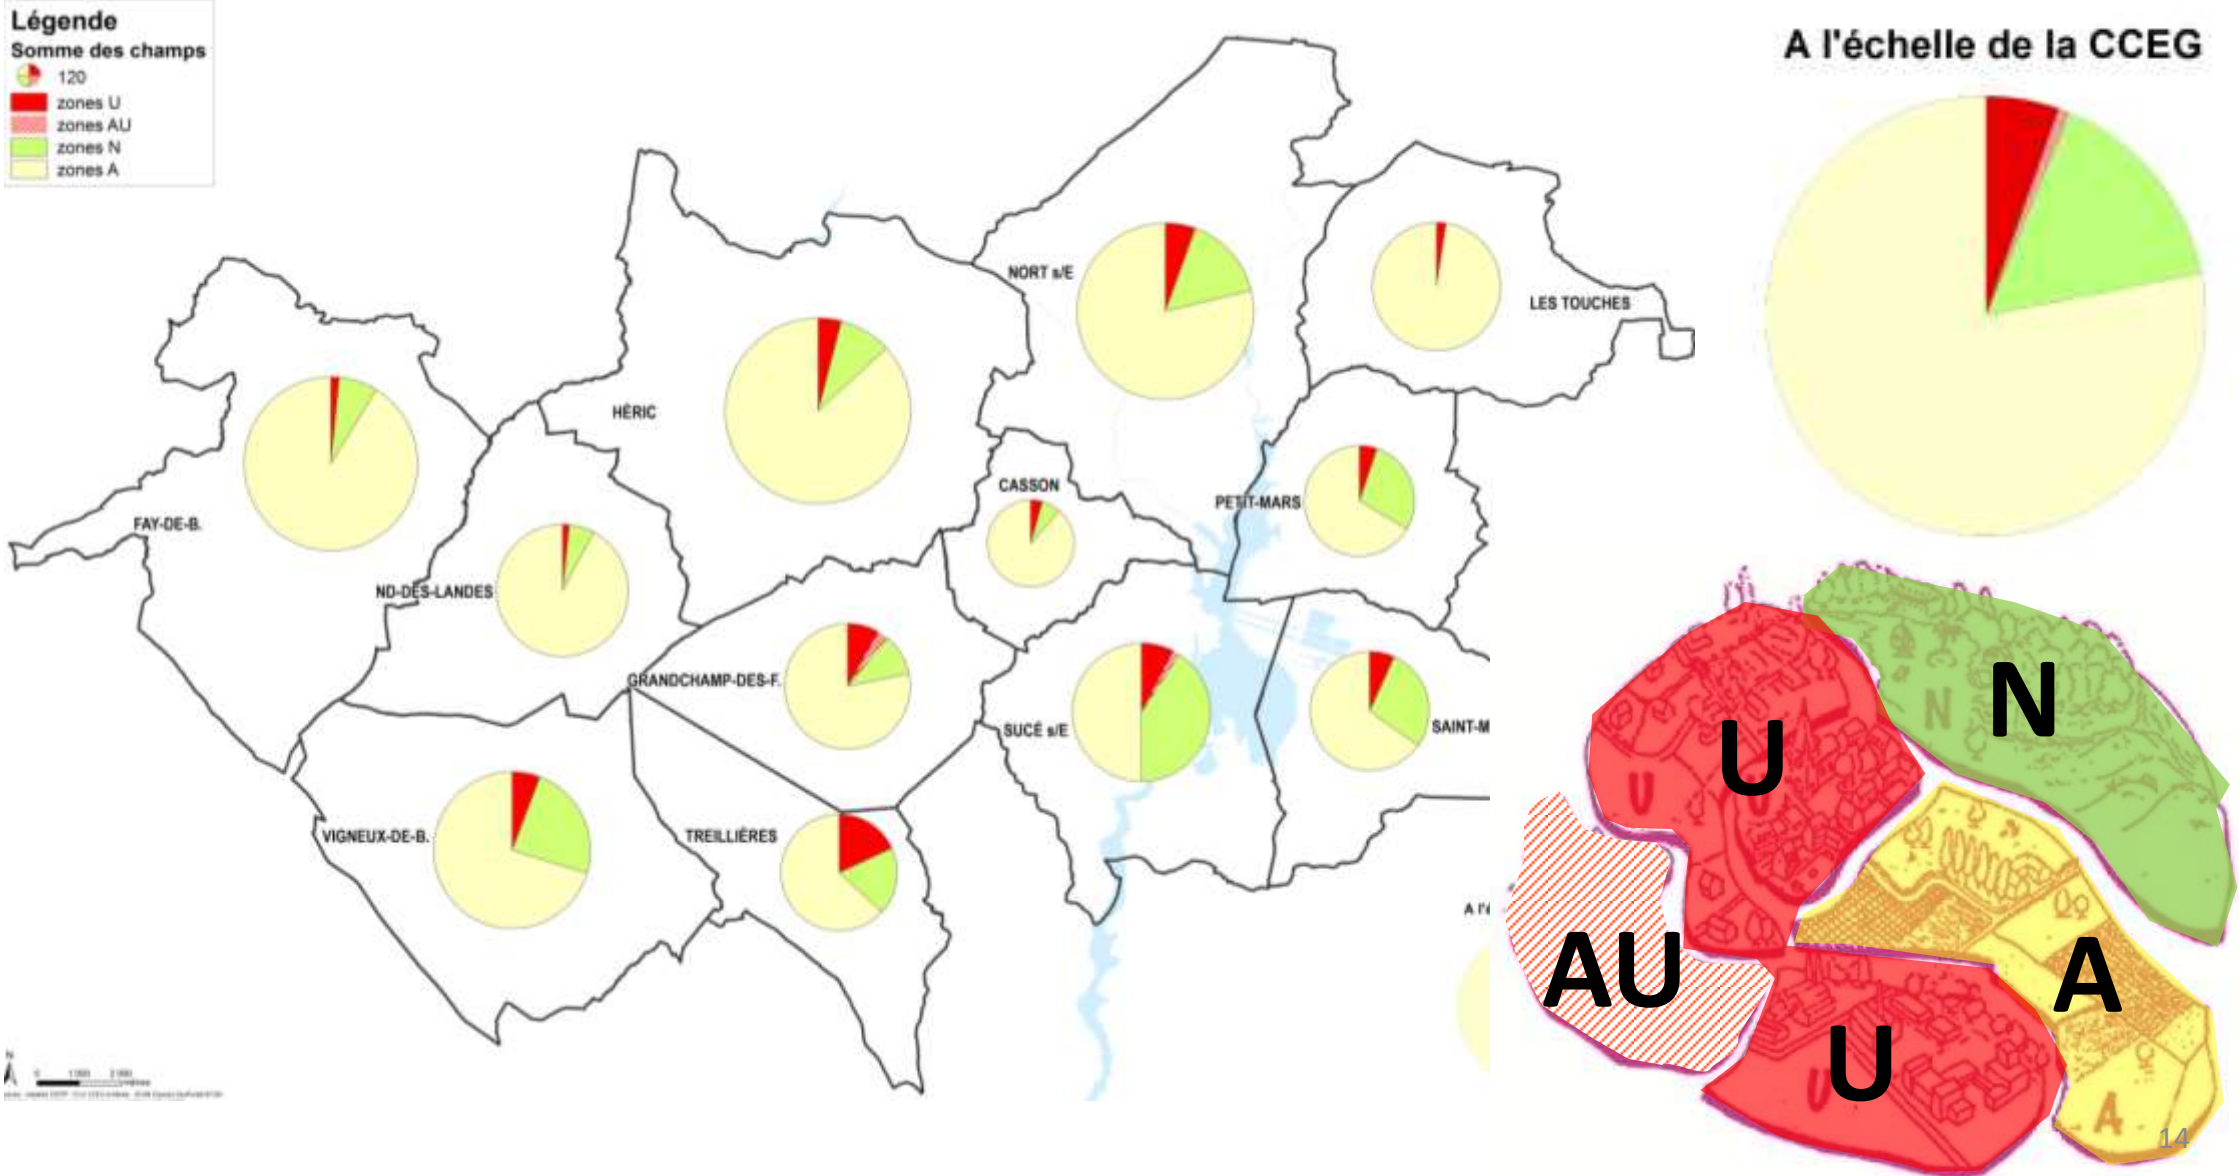 Légende
Somme des champs
120
zones U
zones AU
zones N
zones A
A l'échelle de la CCEG
NORT s/E
LES TOUCHES
HÉRIC
CASSON
PETIT-MARS
FAY-DE-B.
ND-DES-LANDES
GRANDCHAMP-DES-F.
SUCÉ s/E
SAINT-M
VIGNEUX-DE-B.
TREILLIÈRES
A l'é
N
N
U
U
U
AU
A
U
U
A
14
N
0